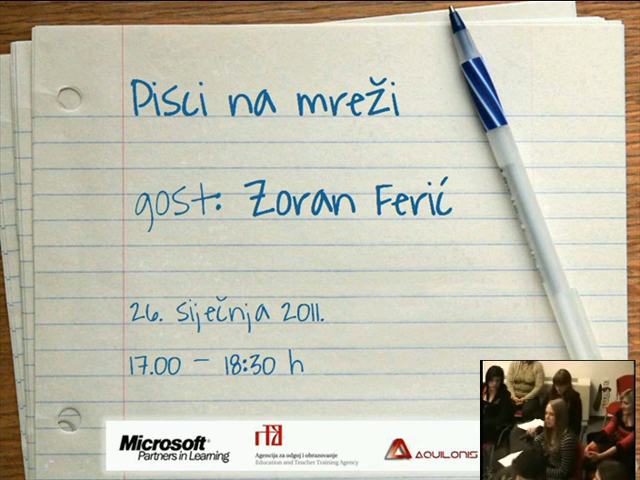 Pisci na mreži
gost: Zoran Ferić
26. siječnja 2011.
17.00 - 18:30 h
Microsoft®
Partners in Learning
Agencija za odgoj i obrazovanje
Education and Teacher Training Agency
AQUILONIS